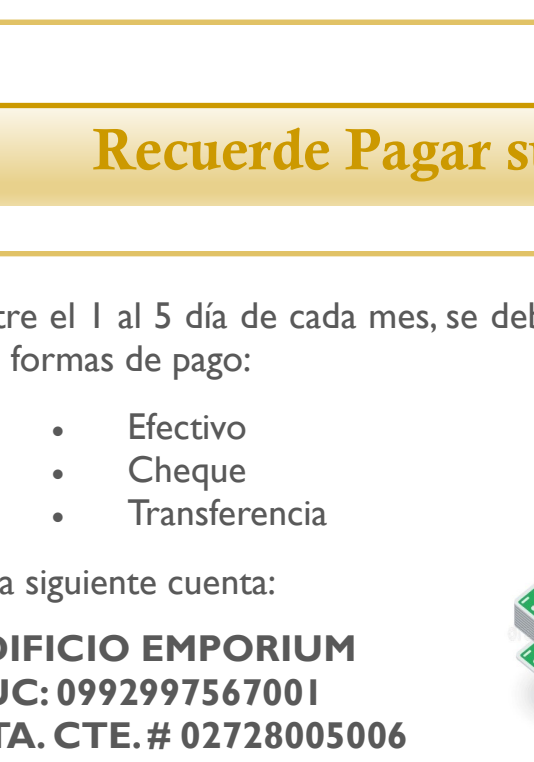 Recuerde Pagar su
tre el 1 al 5 día de cada mes, se deb
formas de pago:
• Efectivo
• Cheque
• Transferencia
a siguiente cuenta:
DIFICIO EMPORIUM
UC: 0992997567001
TA. CTE. # 02728005006